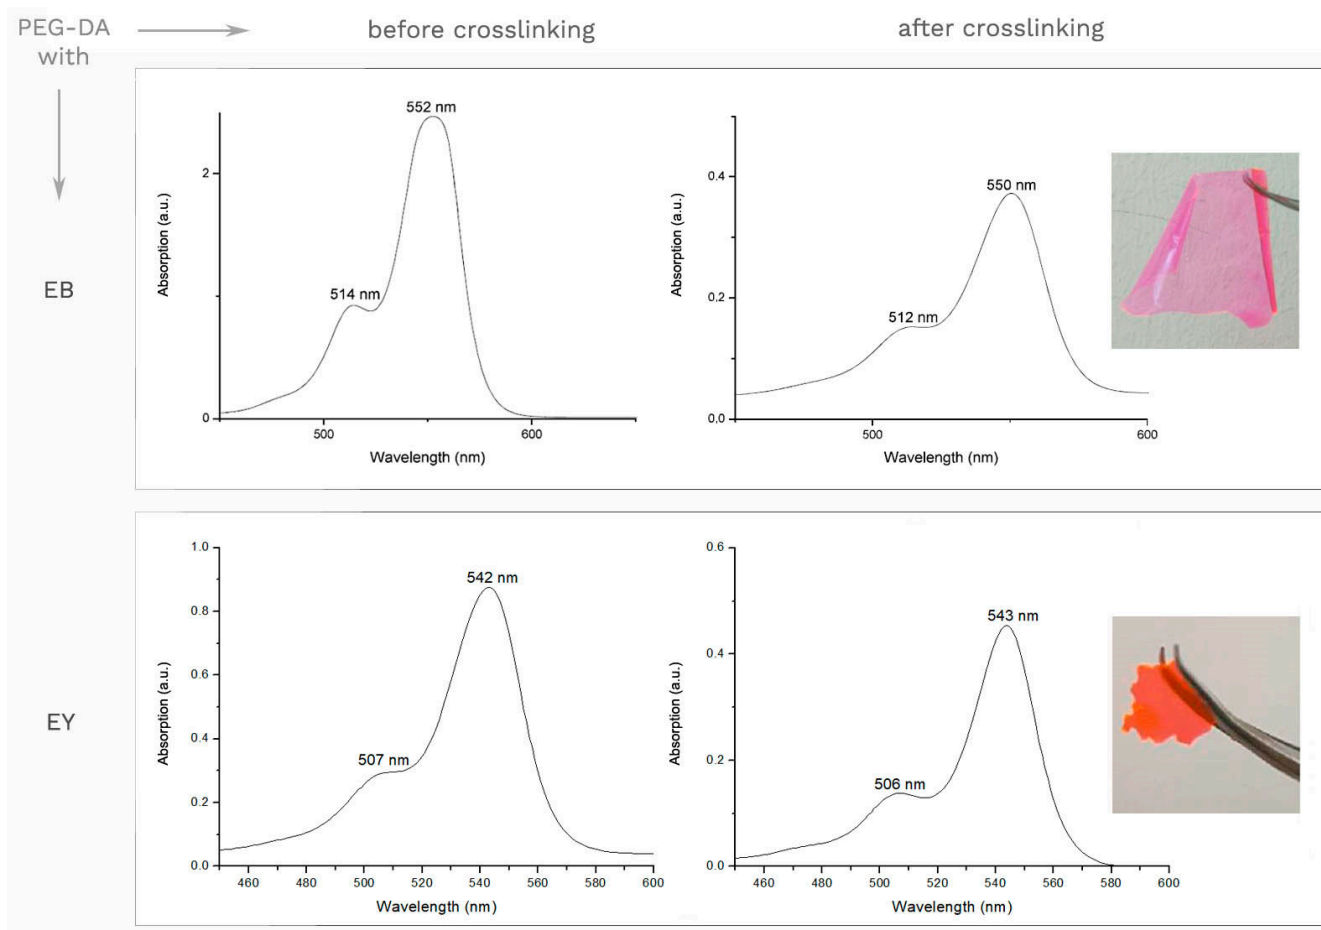 PEG-DA
with
before crosslinking
after crosslinking
EB
552 nm
514 nm
2
0
500
600
Absorption (a.u.)
Wavelength (nm)
550 nm
512 nm
0.4
0.2
0.0
500
600
Absorption (a.u.)
Wavelength (nm)
EY
542 nm
507 nm
1.0
0.8
0.6
0.4
0.2
0.0
460 480 500 520 540 560 580 600
Absorption (a.u.)
Wavelength (nm)
543 nm
506 nm
0.6
0.4
0.2
0.0
460 480 500 520 540 560 580 600
Absorption (a.u.)
Wavelength (nm)